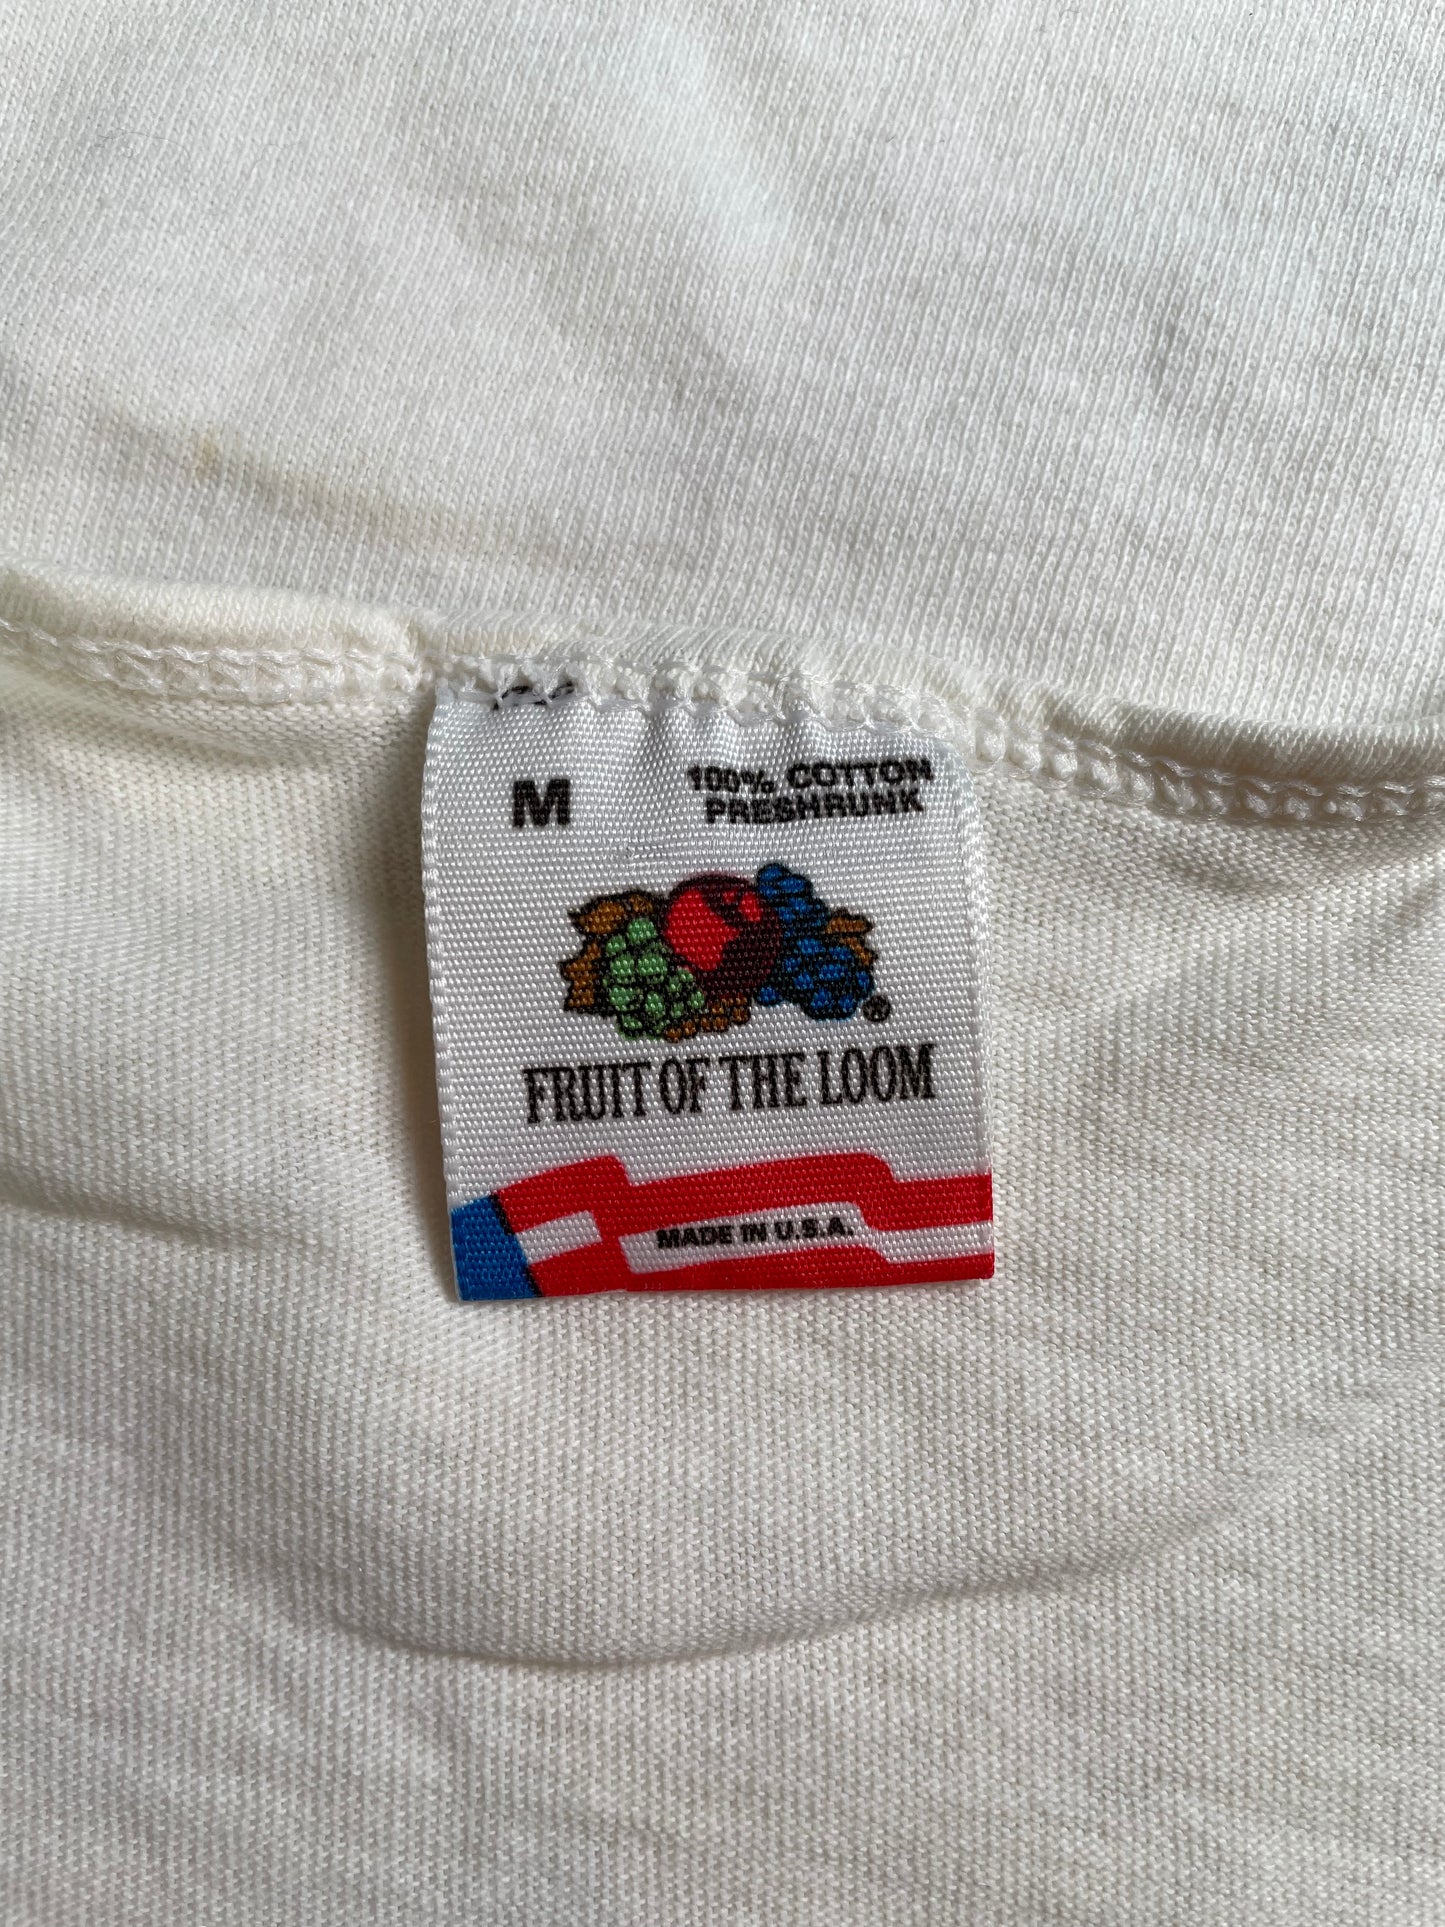 M
100% COTTON
PRESHRUNK
®
FRUIT OF THE LOOM
MADE IN U.S.A.